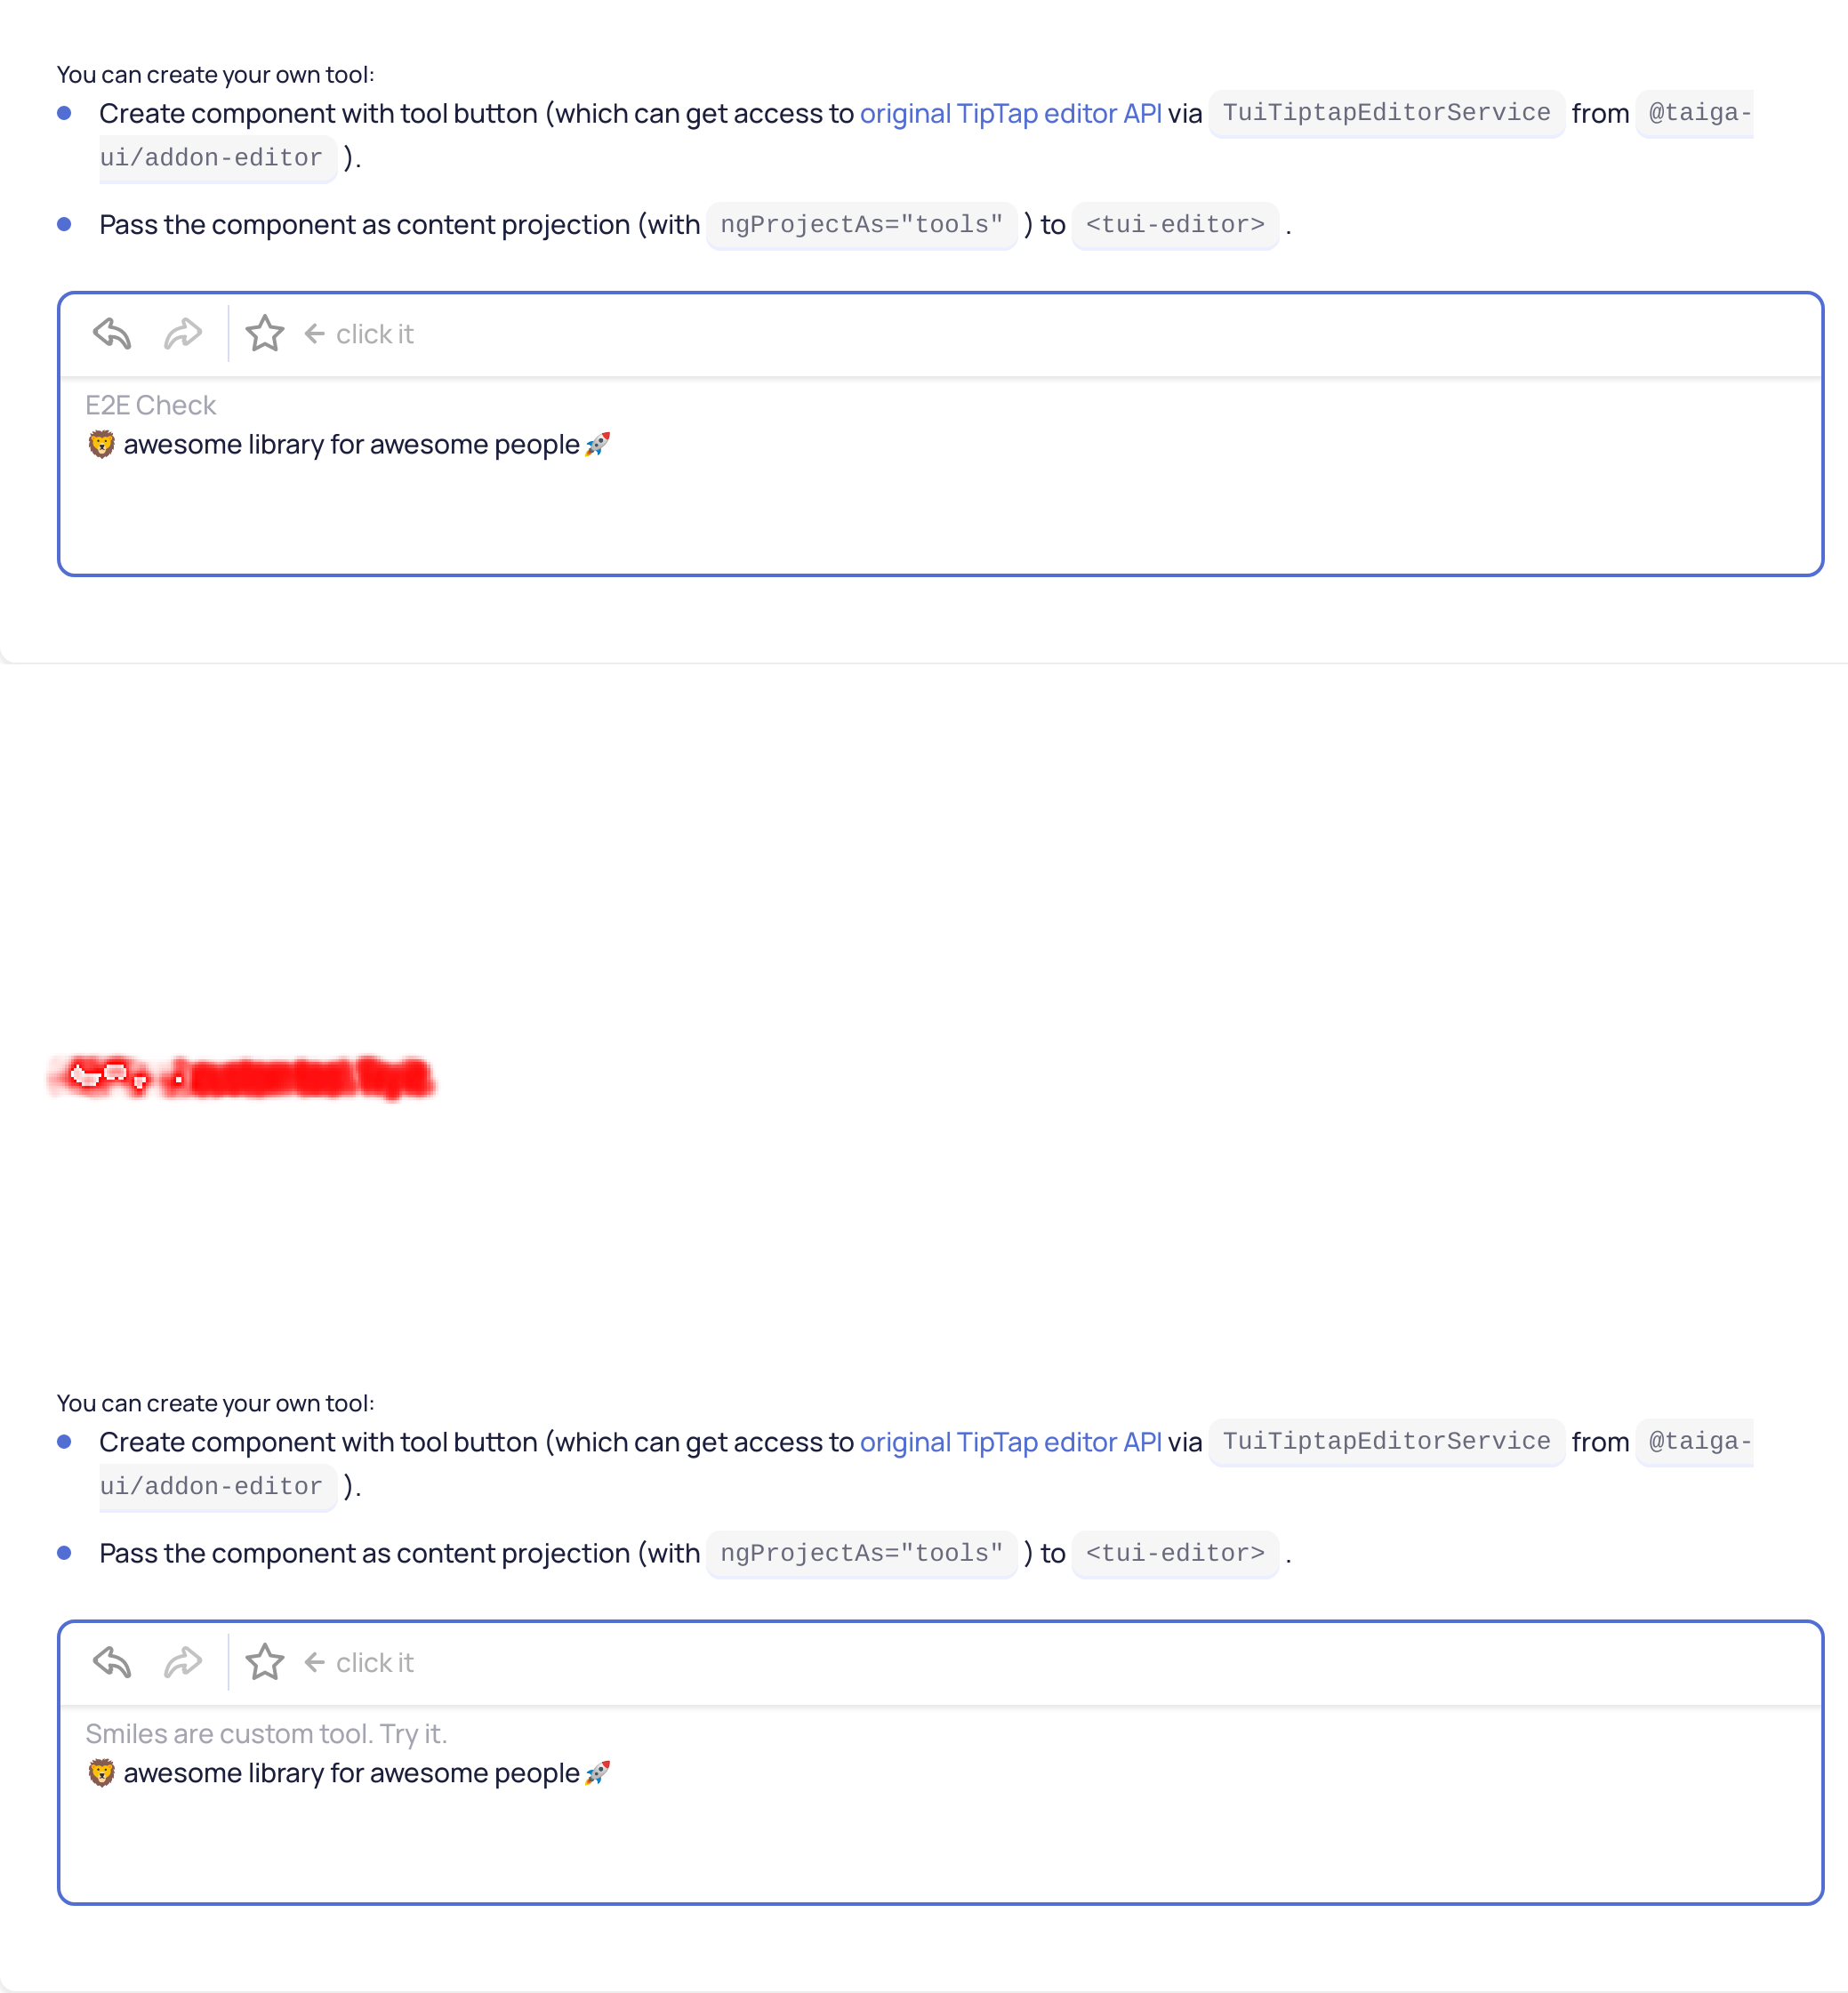 You can create your own tool:
Create component with tool button (which can get access to original TipTap editor API via TuiTiptapEditorService from @taiga-
ui/addon-editor ).
Pass the component as content projection (with ngProjectAs="tools" ) to <tui-editor> .
← click it
E2E Check
🦁 awesome library for awesome people 🚀
You can create your own tool:
Create component with tool button (which can get access to original TipTap editor API via TuiTiptapEditorService from @taiga-
ui/addon-editor ).
Pass the component as content projection (with ngProjectAs="tools" ) to <tui-editor> .
← click it
Smiles are custom tool. Try it.
🦁 awesome library for awesome people 🚀